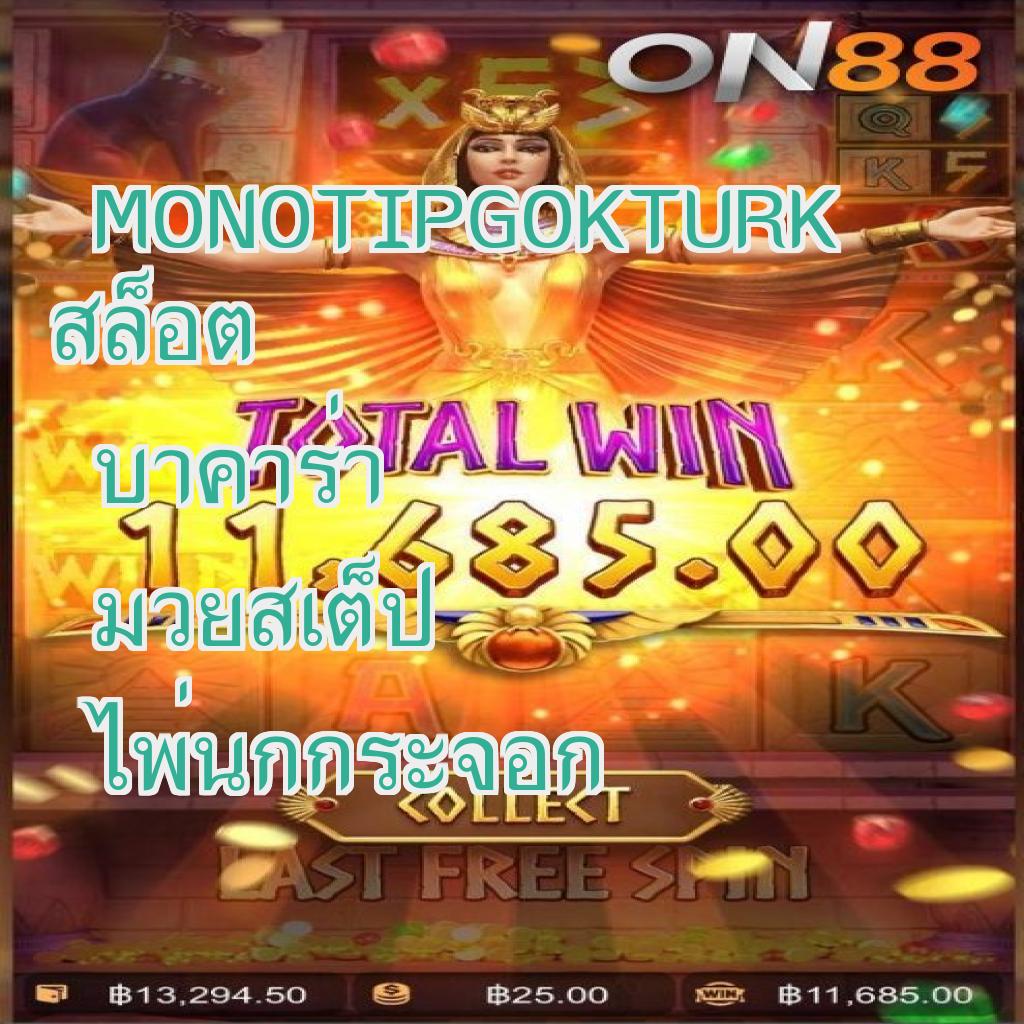 ON88
x53
Q
K 5
MONOTIPGOKTURK
สล็อต
TOTAL WIN
บาคาร่า
11,685.00
มวยสเต็ป
A K
ไพ่นกกระจอก
COLLECT
LAST FREE SPIN
฿13,294.50 ฿25.00 WIN ฿11,685.00